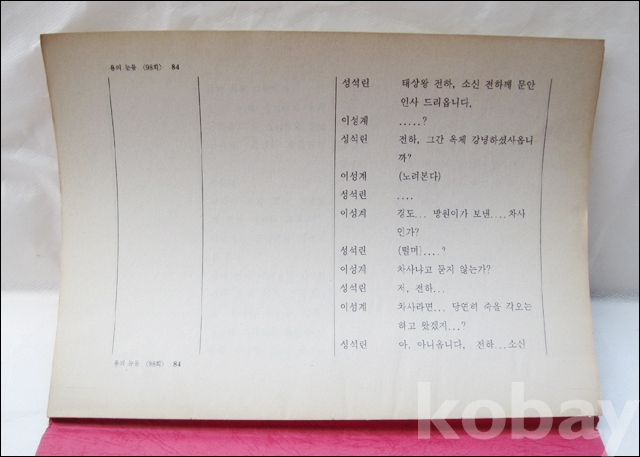 용의 눈물 (98회) 84
성석린 태상왕 전하, 소신 전하께 문안
인사 드리옵니다.
이성계 .....?
성석린 전하, 그간 옥체 강녕하셨사옵니
까?
이성계 (노려본다)
성석린 ....
이성계 경도... 방원이가 보낸....차사
인가?
성석린 (떨며)....?
이성계 차사냐고 묻지 않는가?
성석린 저, 전하...
이성계 차사라면... 당연히 죽을 각오는
하고 왔겠지...?
성석린 아, 아니옵니다, 전하...소신
용의 눈물 (98회) 84
kobay